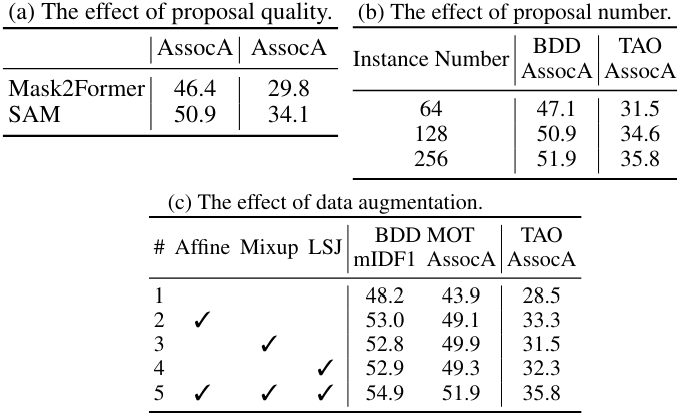 (a) The effect of proposal quality.
AssocA AssocA
Mask2Former 46.4 29.8
SAM 50.9 34.1
(b) The effect of proposal number.
Instance Number BDD AssocA TAO AssocA
64 47.1 31.5
128 50.9 34.6
256 51.9 35.8
(c) The effect of data augmentation.
# Affine Mixup LSJ BDD MOT TAO
mIDF1 AssocA AssocA
1 48.2 43.9 28.5
2 ✓ 53.0 49.1 33.3
3 ✓ 52.8 49.9 31.5
4 ✓ 52.9 49.3 32.3
5 ✓ ✓ ✓ 54.9 51.9 35.8